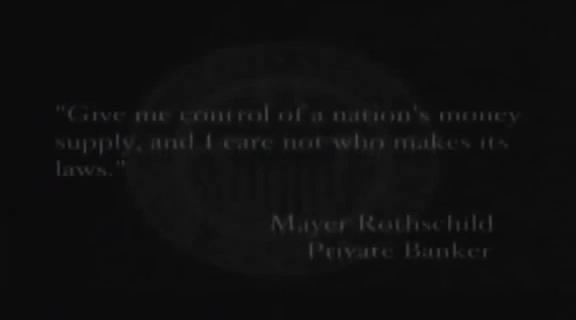 "Give me control of a nation's money
supply, and I care not who makes its
laws."
Mayer Rothschild
Private Banker